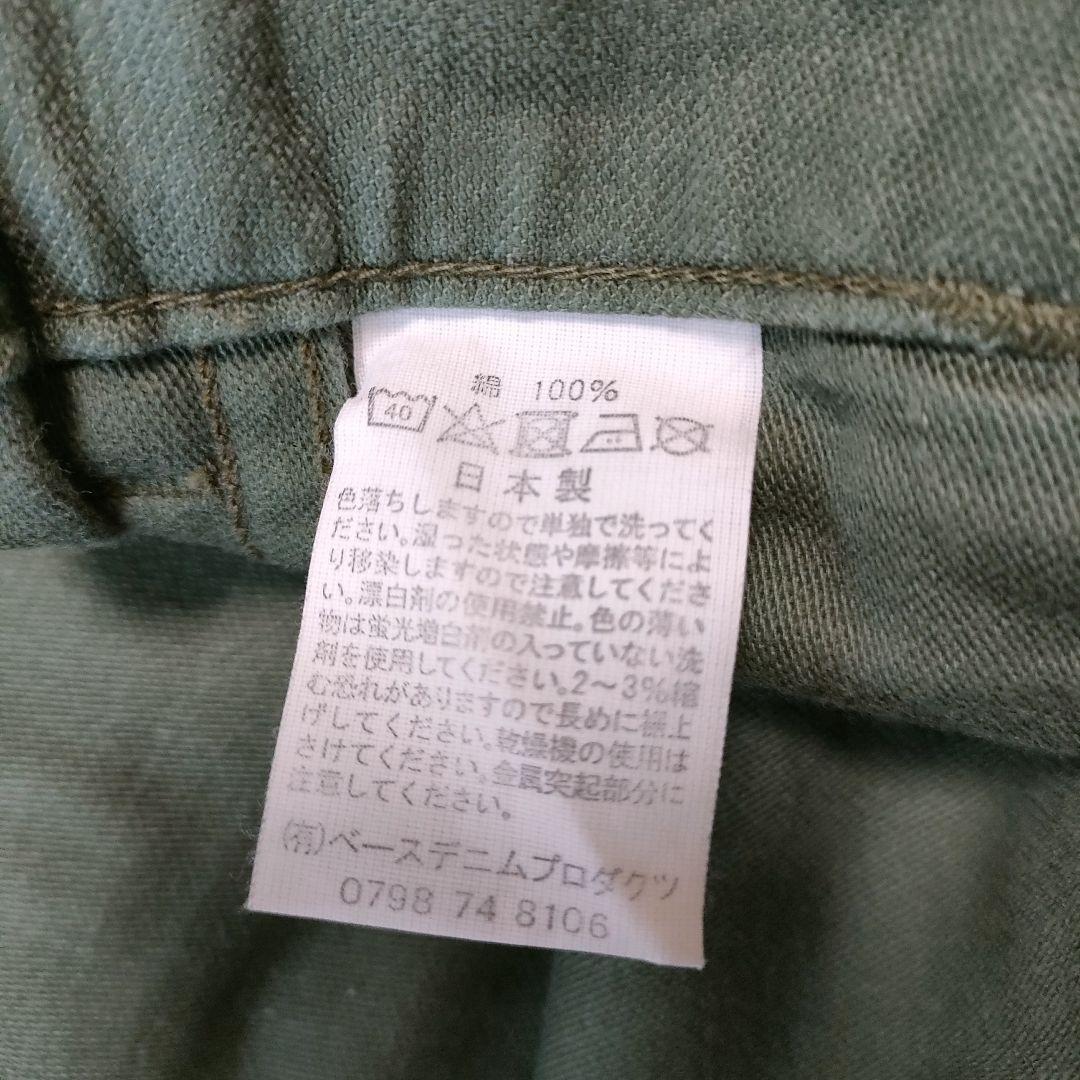 綿 100%
40
日本製
色落ちしますので単独で洗ってく
ださい。湿った状態や摩擦等によ
り移染しますので注意してくださ
い。漂白剤の使用禁止。色の薄い
物は蛍光増白剤の入っていない洗
剤を使用してください。2～3%縮
む恐れがありますので長めに裾上
げしてください。乾燥機の使用は
さけてください。金属突起部分に
注意してください。
(有)ベースデニムプロダクツ
0798 74 8106